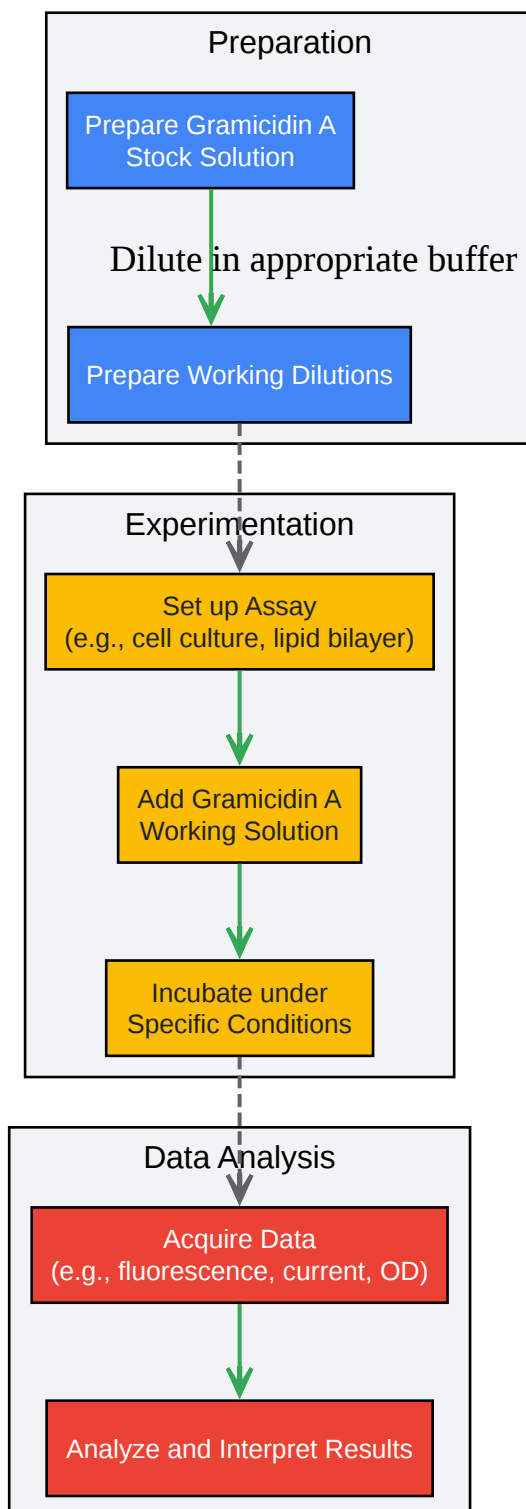 Preparation
Prepare Gramicidin A
Stock Solution
Dilute in appropriate buffer
Prepare Working Dilutions
Experimentation
Set up Assay
(e.g., cell culture, lipid bilayer)
Add Gramicidin A
Working Solution
Incubate under
Specific Conditions
Data Analysis
Acquire Data
(e.g., fluorescence, current, OD)
Analyze and Interpret Results